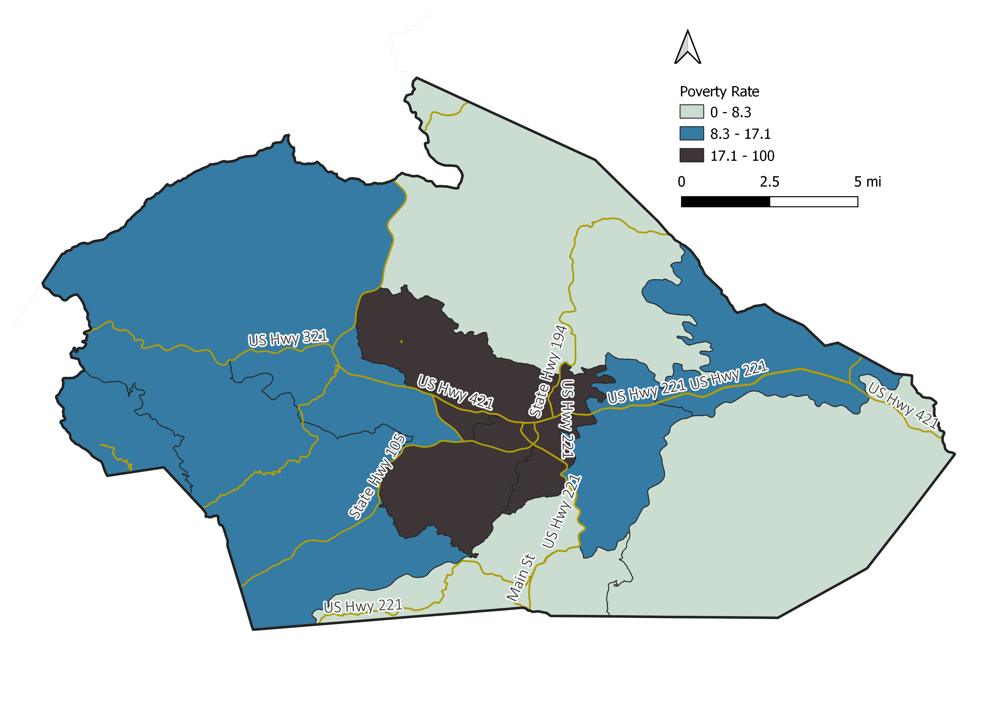 Poverty Rate
0 - 8.3
8.3 - 17.1
17.1 - 100
0 2.5 5 mi
US Hwy 321
State Hwy 194
US Hwy 421
US Hwy 221
US Hwy 221
US Hwy 221
US Hwy 421
State Hwy 105
US Hwy 221
Main St
US Hwy 221